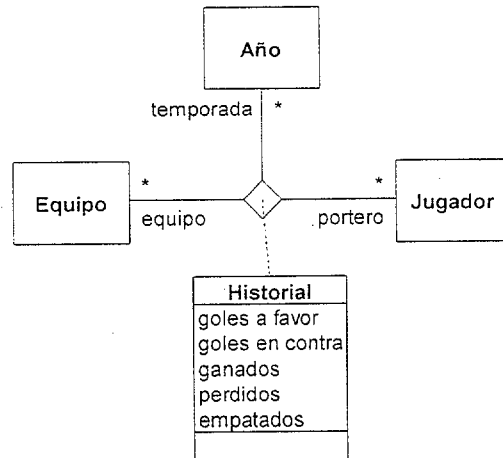 Año
temporada *
* *
Equipo
equipo
portero
Jugador
Historial
goles a favor
goles en contra
ganados
perdidos
empatados